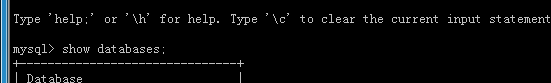 Type 'help;' or '\h' for help. Type '\c' to clear the current input statement
mysql> show databases;
+--------------------------------+
| Database |